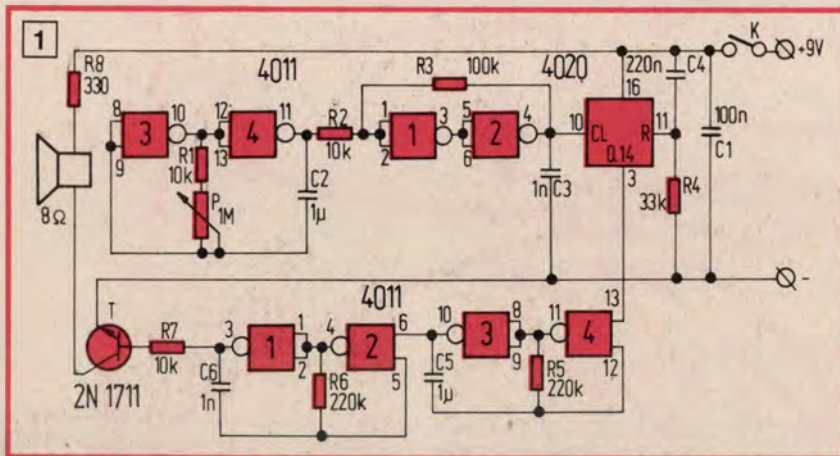 1
R8
330
8Ω
4011
8
9
3
10
R1
10k
P
1M
12
13
4
11
C2
1μ
R2
10k
R3 100k
1
2
1
3
5
6
2
4
1n C3
4020
16
10 CL R 11
Q14
3
220n C4
R4
33k
100n
C1
K
+9V
-
4011
T
2N 1711
R7
10k
C6
1n
3
1
1
2
R6
220k
4
2
6
5
C5
1μ
10
3
8
9
R5
220k
11
4
13
12